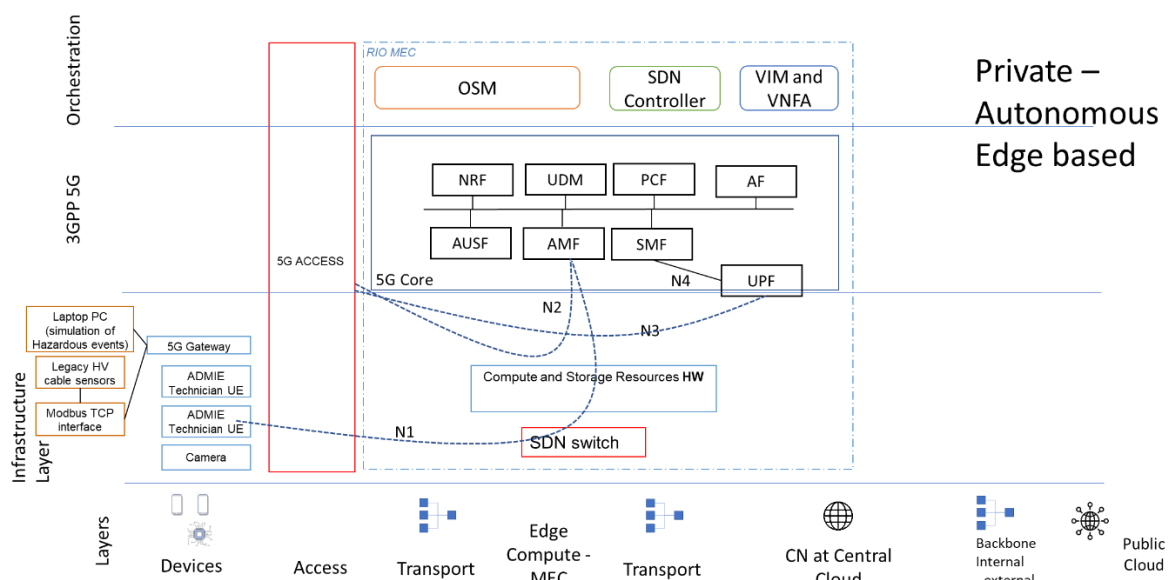 RIO MEC
Orchestration
OSM
SDN
Controller
VIM and
VNFA
Private –
Autonomous
Edge based
3GPP 5G
NRF
UDM
PCF
AF
AUSF
AMF
SMF
5G ACCESS
5G Core
N4
UPF
N2
N3
Infrastructure
Layer
Laptop PC
(simulation of
Hazardous events)
5G Gateway
Legacy HV
cable sensors
ADMIE
Technician UE
Modbus TCP
interface
ADMIE
Technician UE
Camera
Compute and Storage Resources HW
N1
SDN switch
Layers
Devices
Access
Transport
Edge
Compute -
MEC
Transport
CN at Central
Cloud
Backbone
Internal
external
Public
Cloud